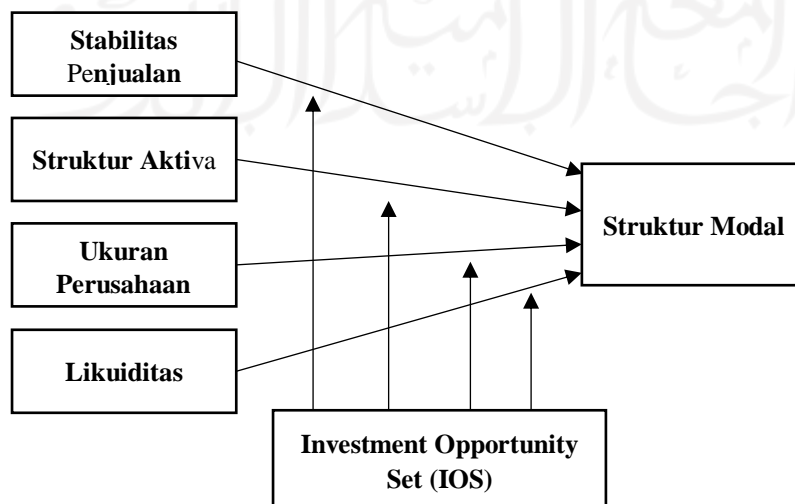 Stabilitas
Penjualan
Struktur Aktiva
Ukuran
Perusahaan
Likuiditas
Struktur Modal
Investment Opportunity
Set (IOS)